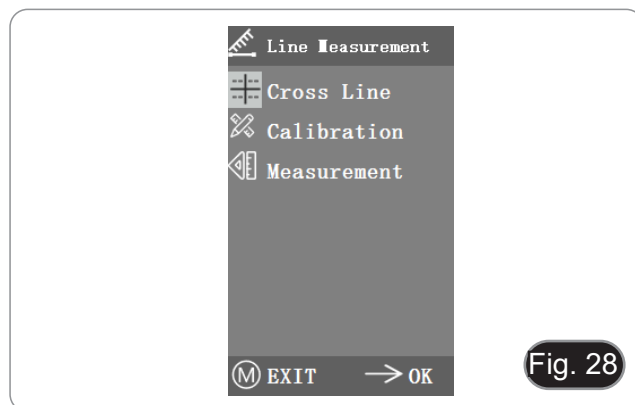 Line Measurement
Cross Line
Calibration
Measurement
M EXIT → OK
Fig. 28